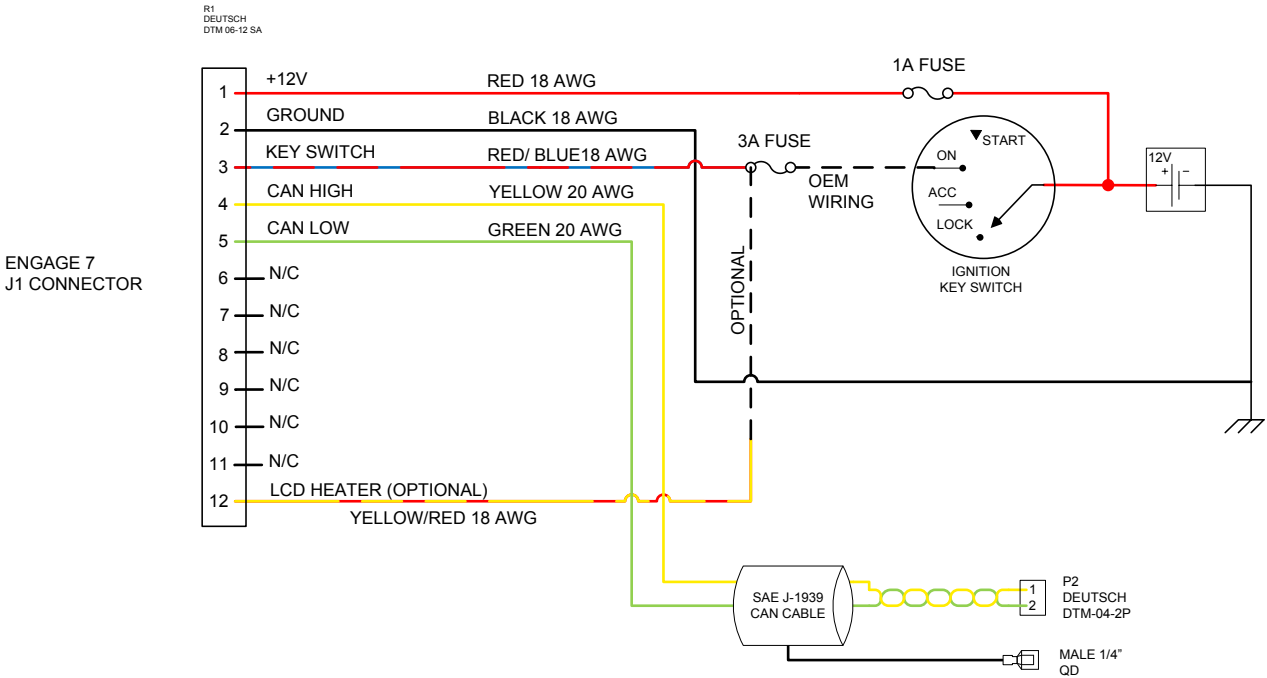 R1
DEUTSCH
DTM 06-12 SA
ENGAGE 7
J1 CONNECTOR
1 +12V RED 18 AWG
2 GROUND BLACK 18 AWG
3 KEY SWITCH RED/ BLUE18 AWG
4 CAN HIGH YELLOW 20 AWG
5 CAN LOW GREEN 20 AWG
6 N/C
7 N/C
8 N/C
9 N/C
10 N/C
11 N/C
12 LCD HEATER (OPTIONAL)
YELLOW/RED 18 AWG
1A FUSE
3A FUSE
OEM
WIRING
OPTIONAL
START
ON
ACC
LOCK
IGNITION
KEY SWITCH
12V
+ -
SAE J-1939
CAN CABLE
1
2
P2
DEUTSCH
DTM-04-2P
MALE 1/4"
QD